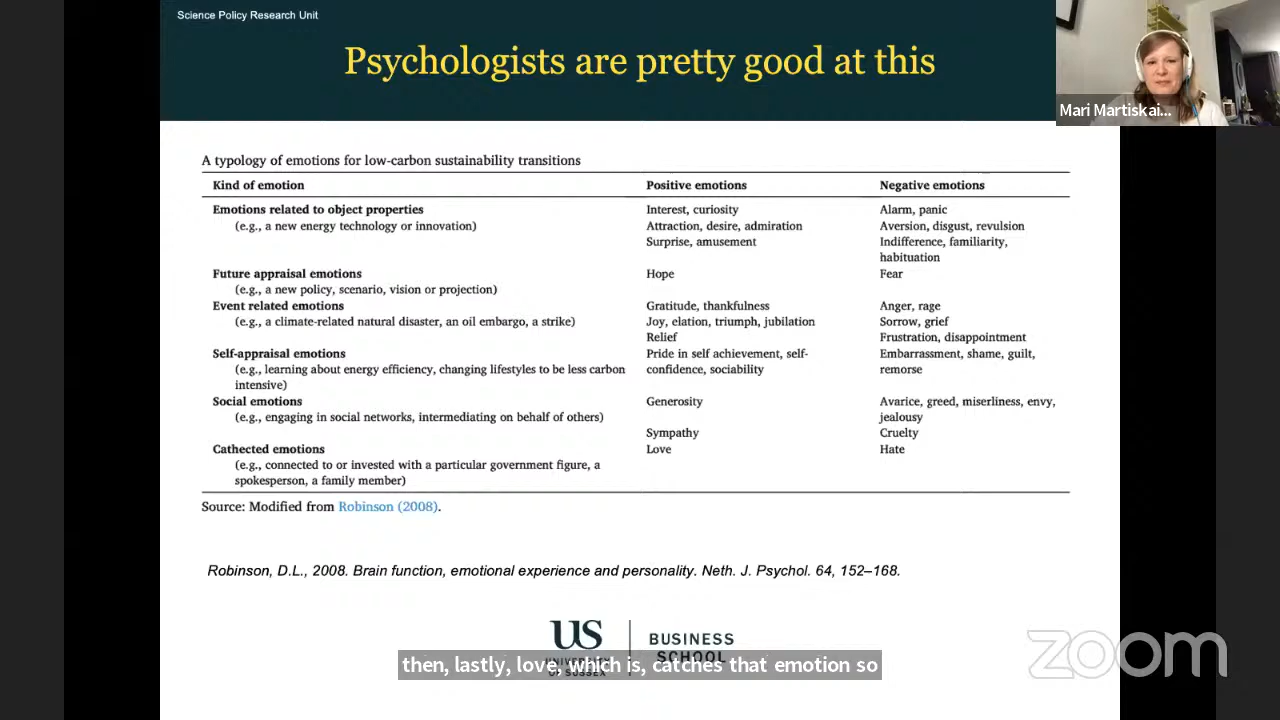 Science Policy Research Unit
Psychologists are pretty good at this
Mari Martiskai...
A typology of emotions for low-carbon sustainability transitions
Kind of emotion Positive emotions Negative emotions
Emotions related to object properties Interest, curiosity Alarm, panic
(e.g., a new energy technology or innovation) Attraction, desire, admiration Aversion, disgust, revulsion
Surprise, amusement Indifference, familiarity,
habituation
Future appraisal emotions Hope Fear
(e.g., a new policy, scenario, vision or projection)
Event related emotions Gratitude, thankfulness Anger, rage
(e.g., a climate-related natural disaster, an oil embargo, a strike) Joy, elation, triumph, jubilation Sorrow, grief
Relief Frustration, disappointment
Self-appraisal emotions Pride in self achievement, self- Embarrassment, shame, guilt,
(e.g., learning about energy efficiency, changing lifestyles to be less carbon confidence, sociability remorse
intensive)
Social emotions Generosity Avarice, greed, miserliness, envy,
(e.g., engaging in social networks, intermediating on behalf of others) jealousy
Sympathy Cruelty
Cathected emotions Love Hate
(e.g., connected to or invested with a particular government figure, a
spokesperson, a family member)
Source: Modified from Robinson (2008).
Robinson, D.L., 2008. Brain function, emotional experience and personality. Neth. J. Psychol. 64, 152–168.
US BUSINESS
SCHOOL
OF SUSSEX
then, lastly, love, which is, catches that emotion so
zoom